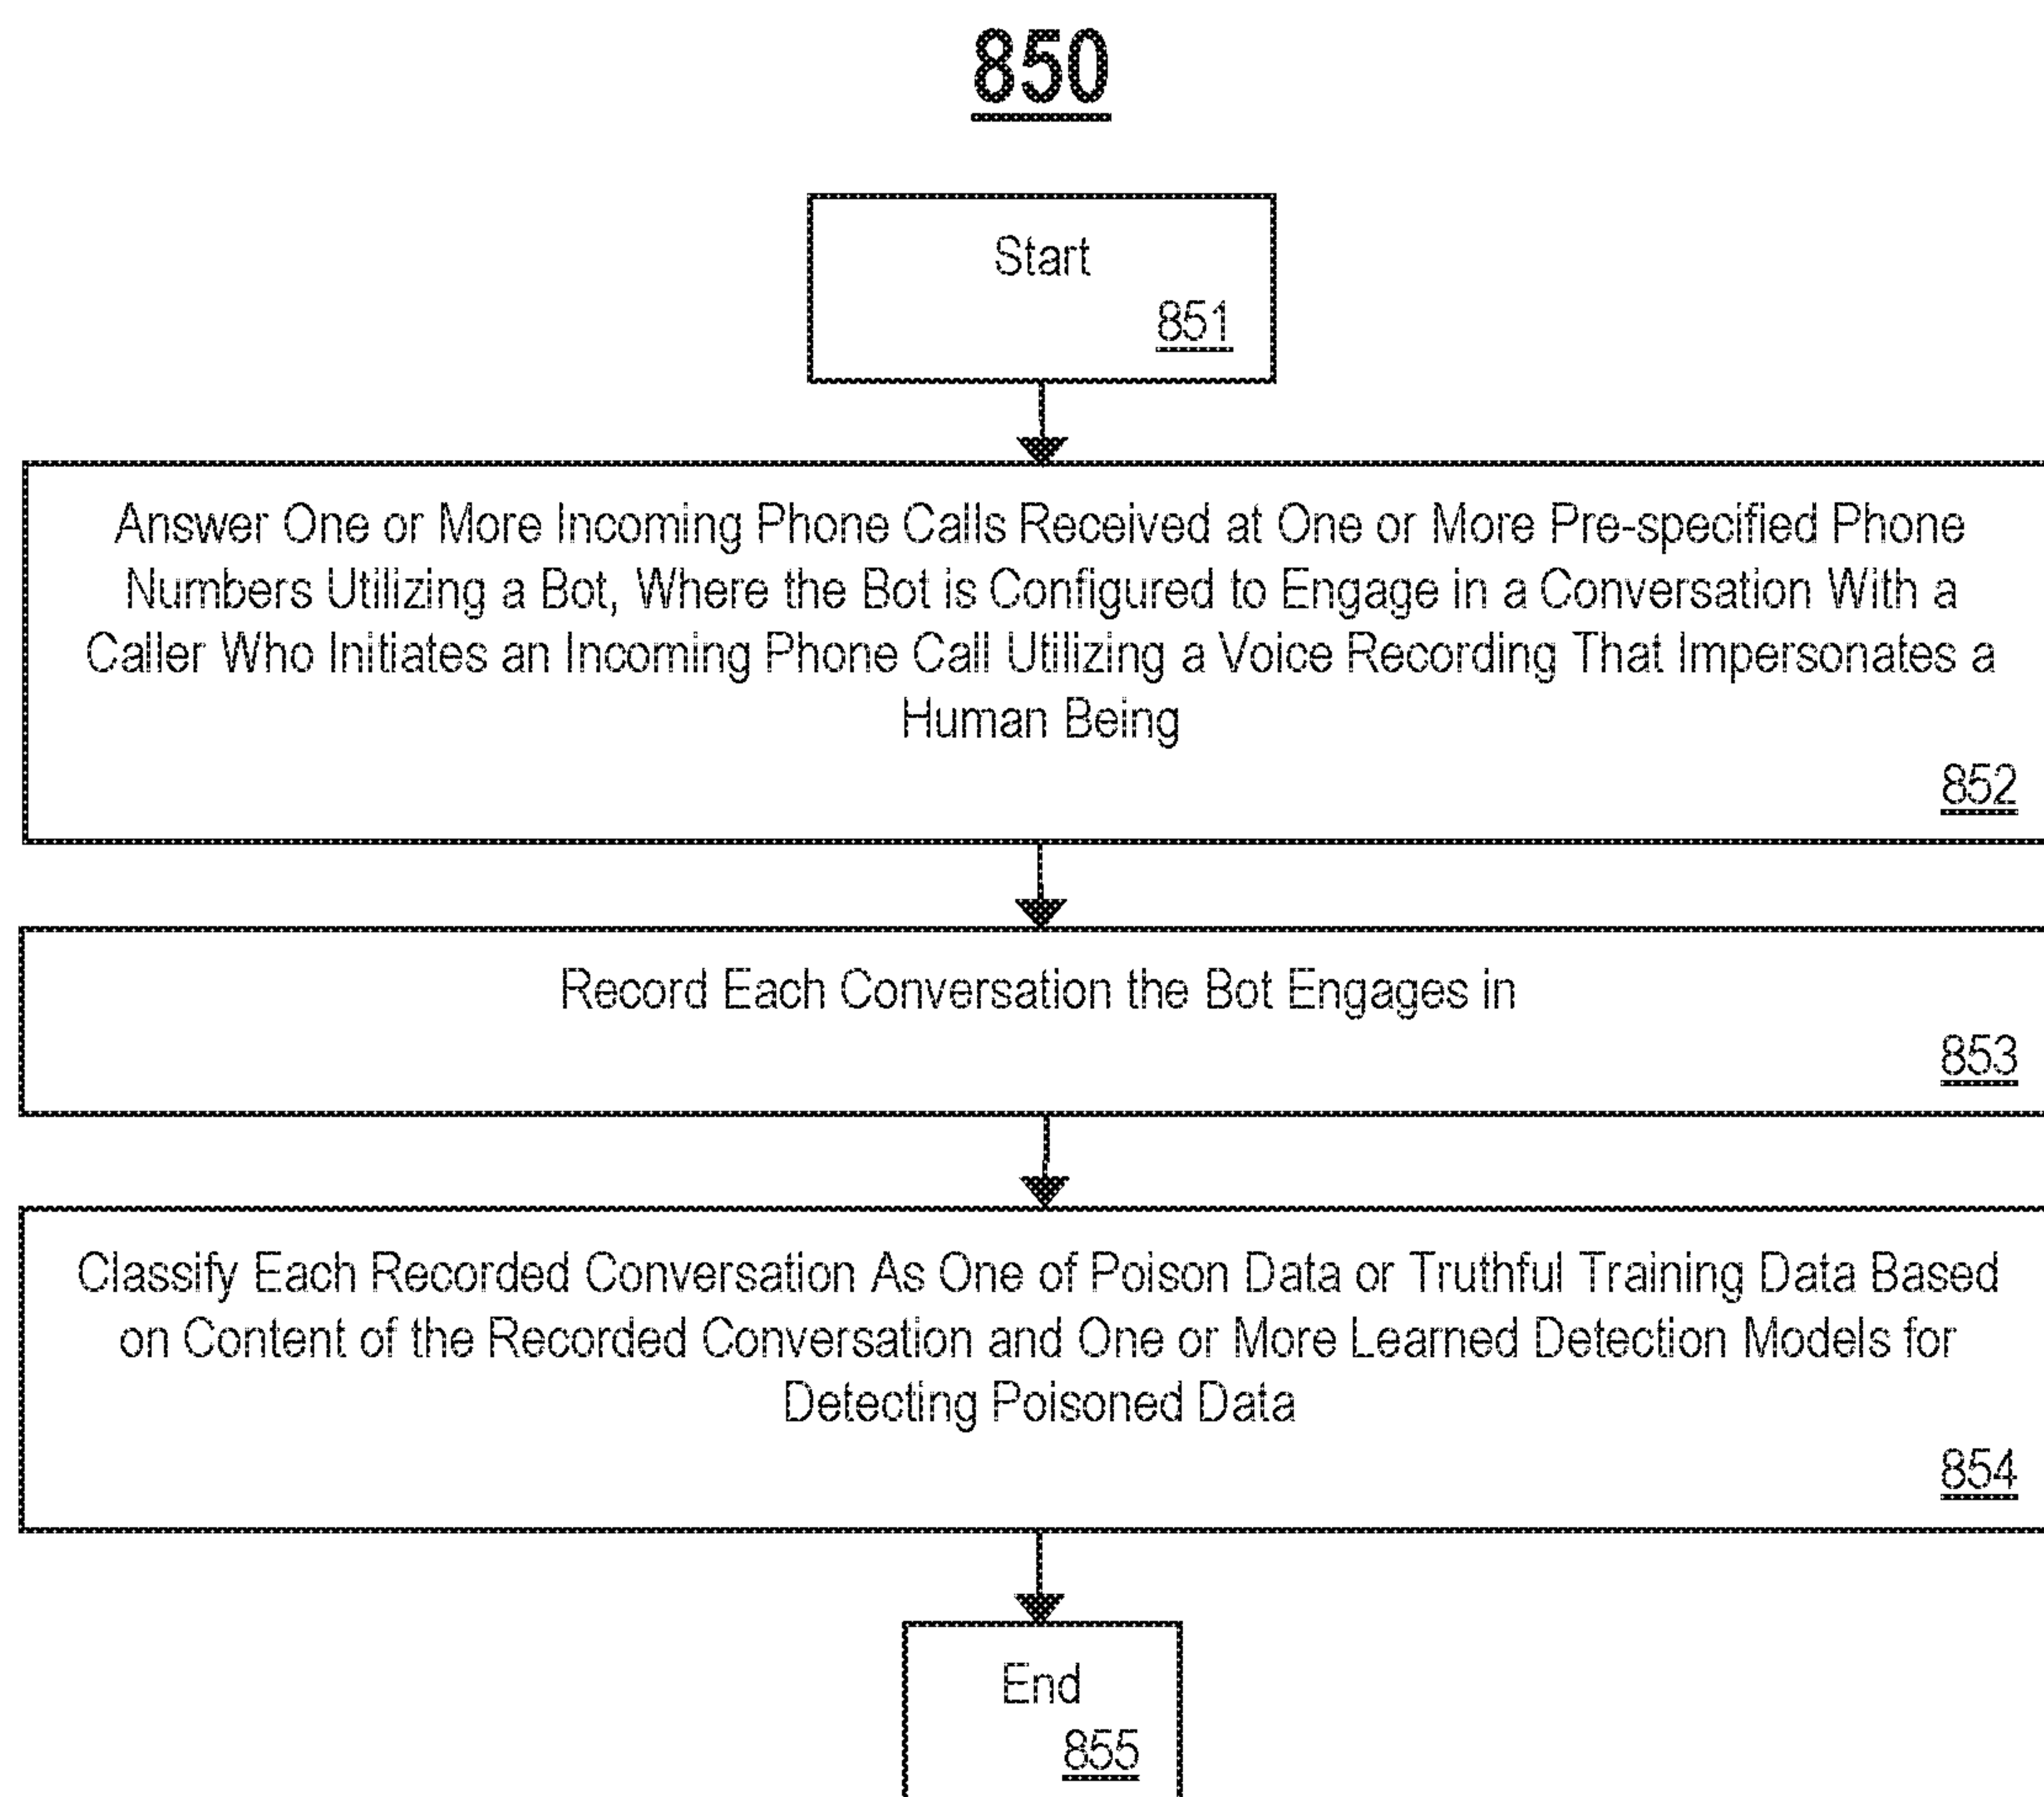 850
Start
851
Answer One or More Incoming Phone Calls Received at One or More Pre-specified Phone
Numbers Utilizing a Bot, Where the Bot is Configured to Engage in a Conversation With a
Caller Who Initiates an Incoming Phone Call Utilizing a Voice Recording That Impersonates a
Human Being
852
Record Each Conversation the Bot Engages in
853
Classify Each Recorded Conversation As One of Poison Data or Truthful Training Data Based
on Content of the Recorded Conversation and One or More Learned Detection Models for
Detecting Poisoned Data
854
End
855